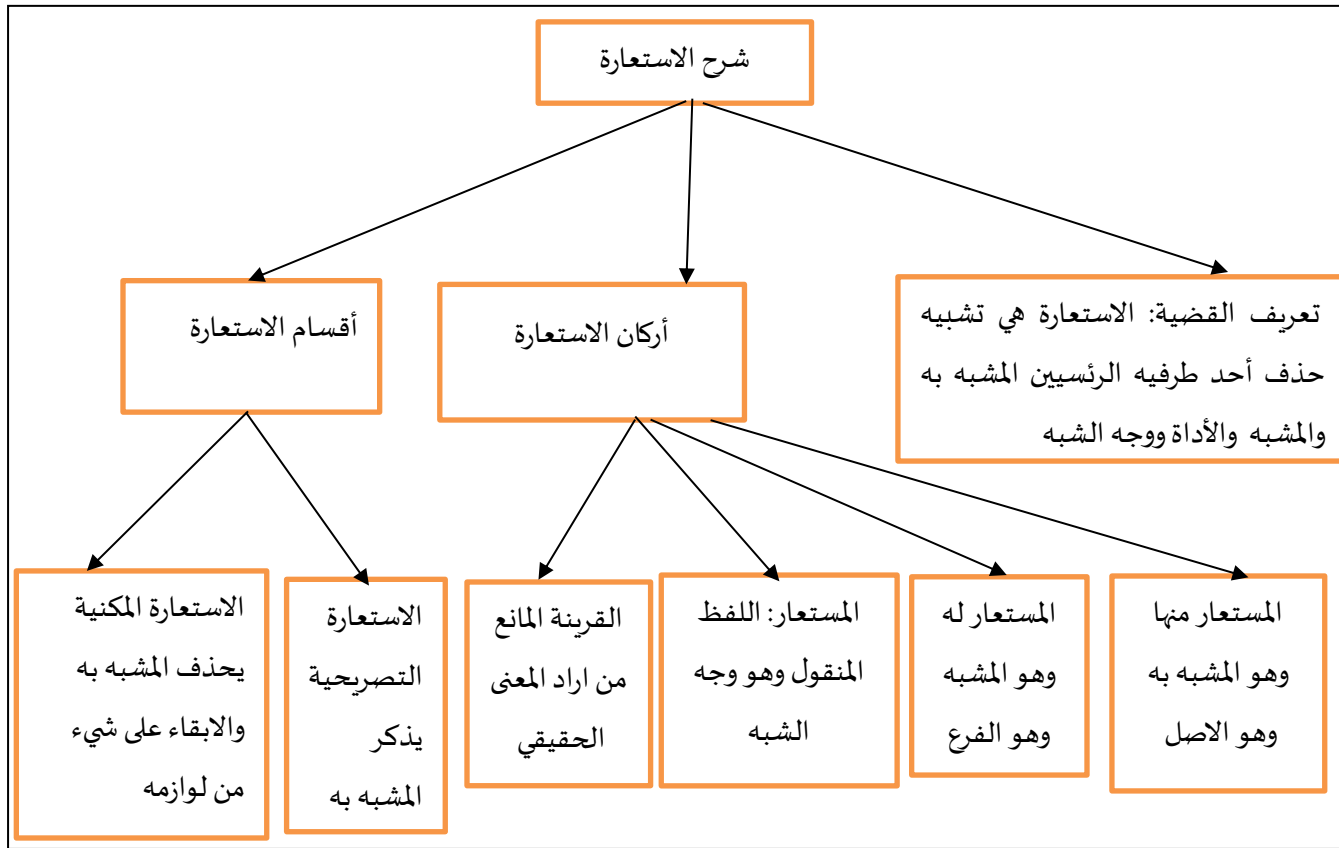 شرح الاستعارة
تعريف القضية: الاستعارة هي تشبيه
حذف أحد طرفيه الرئسيين المشبه به
والمشبه والأداة ووجه الشبه
أركان الاستعارة
أقسام الاستعارة
المستعار منها
وهو المشبه به
وهو الاصل
المستعار له
وهو المشبه
وهو الفرع
المستعار: اللفظ
المنقول وهو وجه
الشبه
القرينة المانع
من اراد المعنى
الحقيقي
الاستعارة
التصريحية
يذكر
المشبه به
الاستعارة المكنية
يحذف المشبه به
والابقاء على شيء
من لوازمه